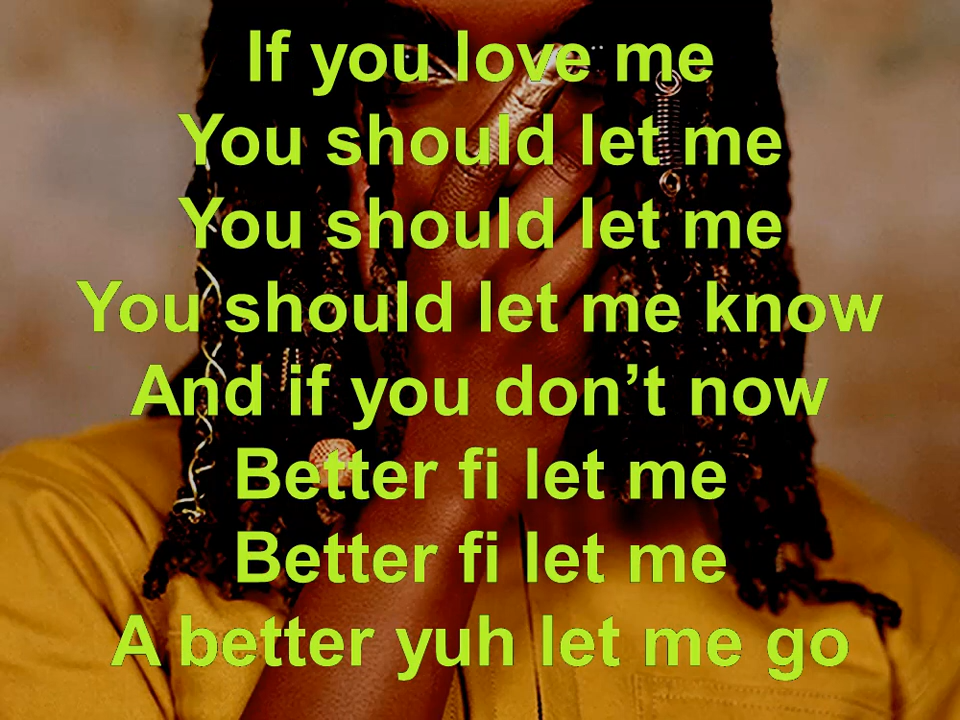 If you love me
You should let me
You should let me
You should let me know
And if you don’t now
Better fi let me
Better fi let me
A better yuh let me go